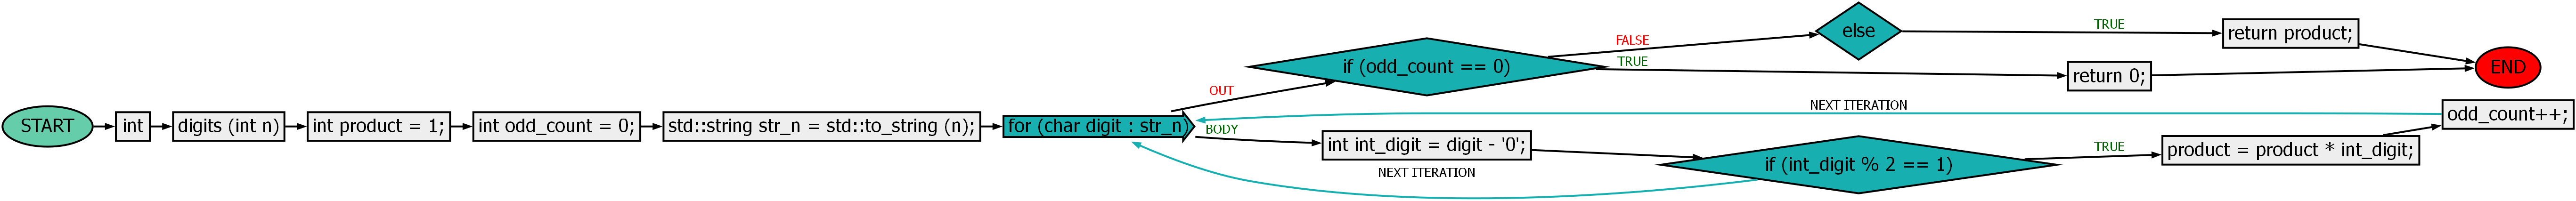 START
int
digits (int n)
int product = 1;
int odd_count = 0;
std::string str_n = std::to_string (n);
for (char digit : str_n)
OUT
if (odd_count == 0)
FALSE
else
TRUE
return product;
TRUE
return 0;
END
BODY
int int_digit = digit - '0';
if (int_digit % 2 == 1)
TRUE
product = product * int_digit;
odd_count++;
NEXT ITERATION
NEXT ITERATION